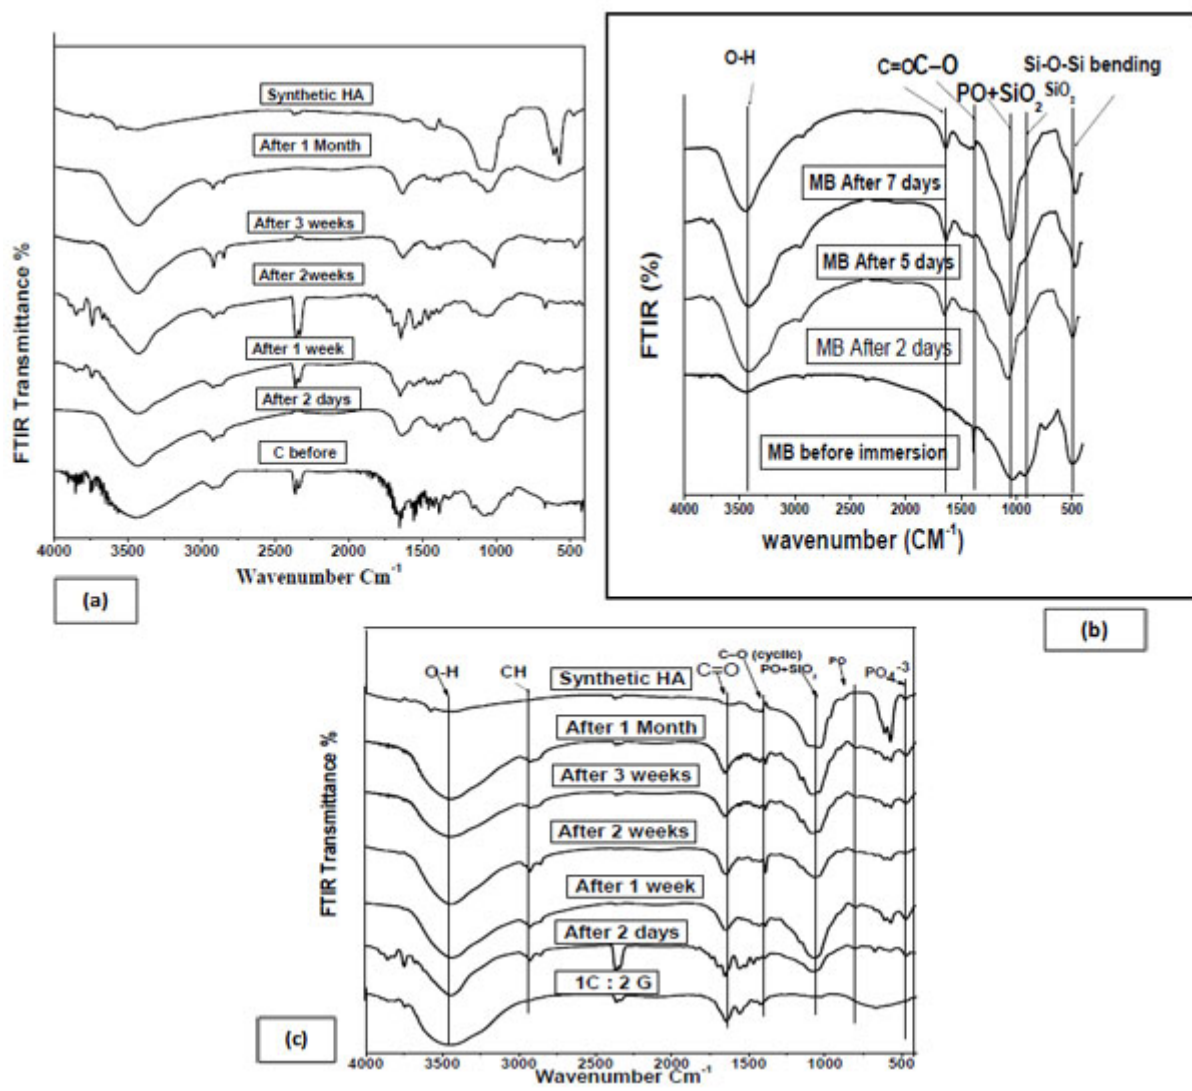 Synthetic HA
After 1 Month
After 3 weeks
After 2weeks
After 1 week
After 2 days
C before
FTIR Transmittance %
4000 3500 3000 2500 2000 1500 1000 500
Wavenumber Cm-1
(a)
O-H
C=O C–O
Si-O-Si bending
PO+SiO2 SiO2
MB After 7 days
MB After 5 days
MB After 2 days
MB before immersion
FTIR (%)
4000 3500 3000 2500 2000 1500 1000 500
wavenumber (CM-1)
(b)
O-H
CH
C=O
C–O (cyclic)
PO+SiO2
PO
PO4-3
Synthetic HA
After 1 Month
After 3 weeks
After 2 weeks
After 1 week
After 2 days
1C : 2 G
FTIR Transmittance %
4000 3500 3000 2500 2000 1500 1000 500
Wavenumber Cm-1
(c)